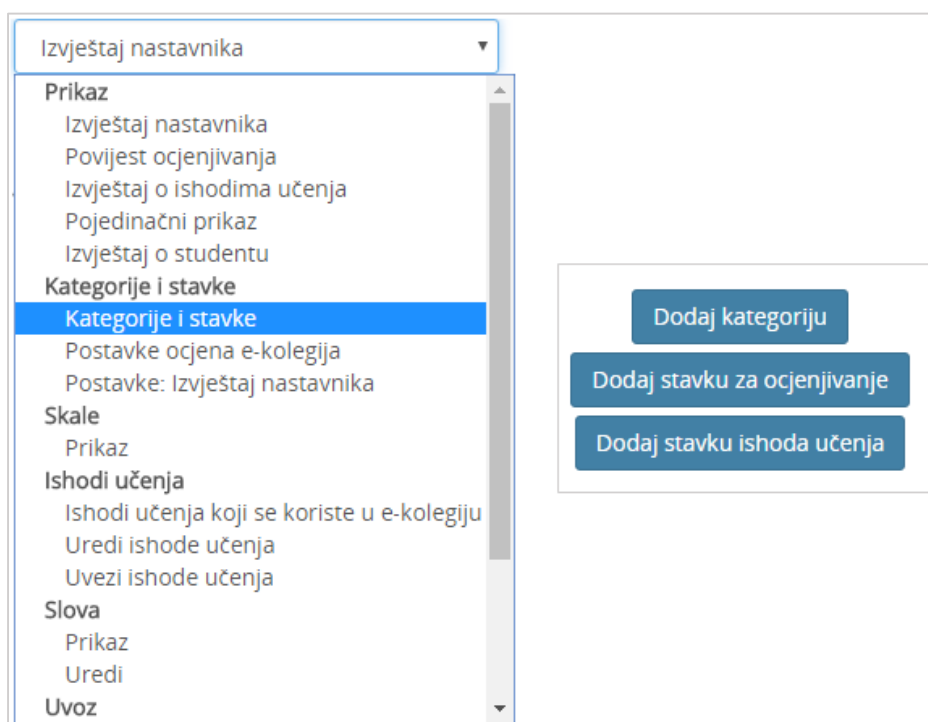 Izvještaj nastavnika
Prikaz
Izvještaj nastavnika
Povijest ocjenjivanja
Izvještaj o ishodima učenja
Pojedinačni prikaz
Izvještaj o studentu
Kategorije i stavke
Kategorije i stavke
Postavke ocjena e-kolegija
Postavke: Izvještaj nastavnika
Skale
Prikaz
Ishodi učenja
Ishodi učenja koji se koriste u e-kolegiju
Uredi ishode učenja
Uvezi ishode učenja
Slova
Prikaz
Uredi
Uvoz
Dodaj kategoriju
Dodaj stavku za ocjenjivanje
Dodaj stavku ishoda učenja